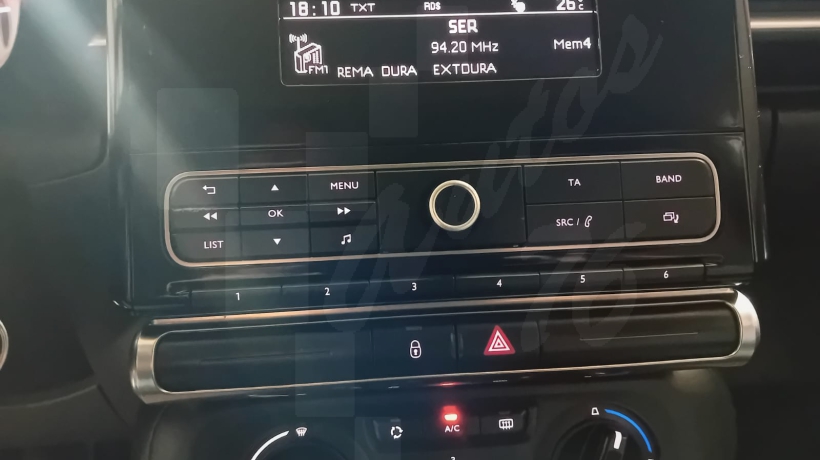 18:10 TXT RDS 26°C
SER
94.20 MHz Mem4
FM1 REMA DURA EXTDURA
MENU TA BAND
OK SRC /
LIST
1 2 3 4 5 6
A/C